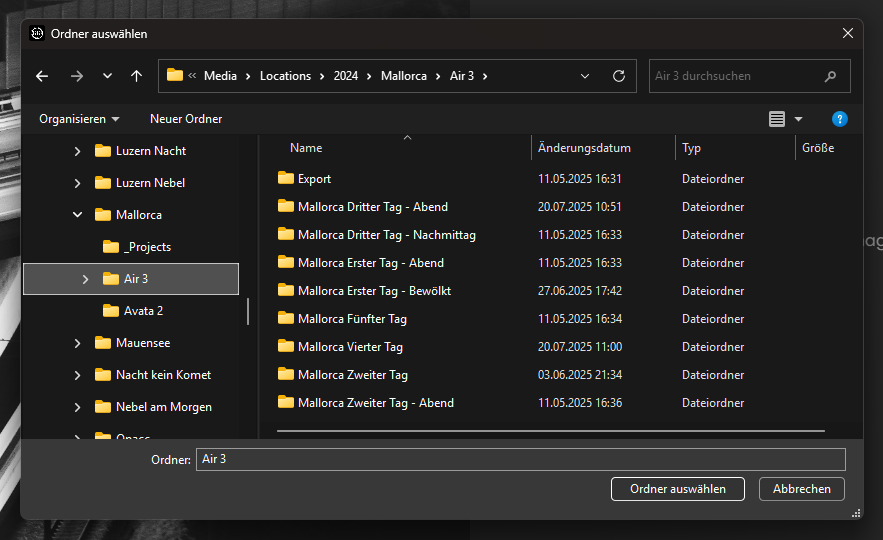 Ordner auswählen
« Media > Locations > 2024 > Mallorca > Air 3 >
Air 3 durchsuchen
Organisieren
Neuer Ordner
Luzern Nacht
Luzern Nebel
Mallorca
_Projects
Air 3
Avata 2
Mauensee
Nacht kein Komet
Nebel am Morgen
Name Änderungsdatum Typ Größe
Export 11.05.2025 16:31 Dateiordner
Mallorca Dritter Tag - Abend 20.07.2025 10:51 Dateiordner
Mallorca Dritter Tag - Nachmittag 11.05.2025 16:33 Dateiordner
Mallorca Erster Tag - Abend 11.05.2025 16:33 Dateiordner
Mallorca Erster Tag - Bewölkt 27.06.2025 17:42 Dateiordner
Mallorca Fünfter Tag 11.05.2025 16:34 Dateiordner
Mallorca Vierter Tag 20.07.2025 11:00 Dateiordner
Mallorca Zweiter Tag 03.06.2025 21:34 Dateiordner
Mallorca Zweiter Tag - Abend 11.05.2025 16:36 Dateiordner
Ordner: Air 3
Ordner auswählen Abbrechen